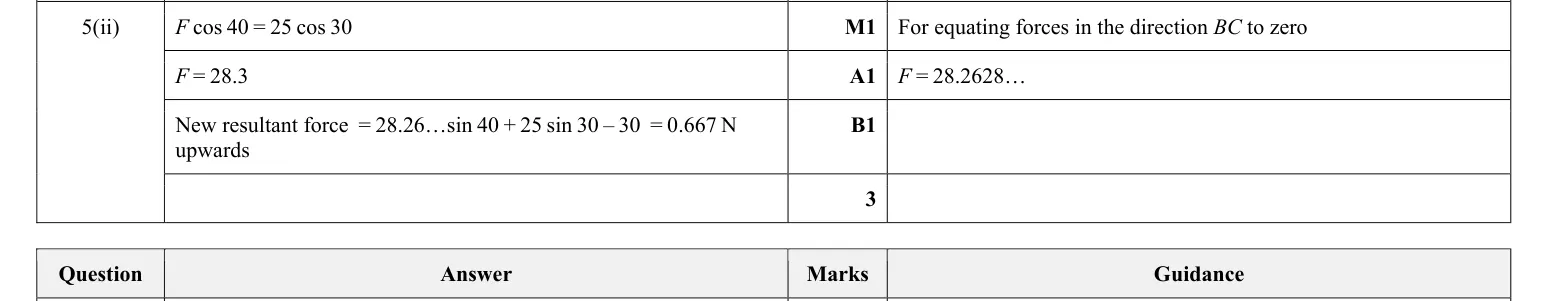 5(ii) F cos 40 = 25 cos 30 M1 For equating forces in the direction BC to zero
F = 28.3 A1 F = 28.2628…
New resultant force = 28.26…sin 40 + 25 sin 30 – 30 = 0.667 N B1
upwards
3
Question Answer Marks Guidance